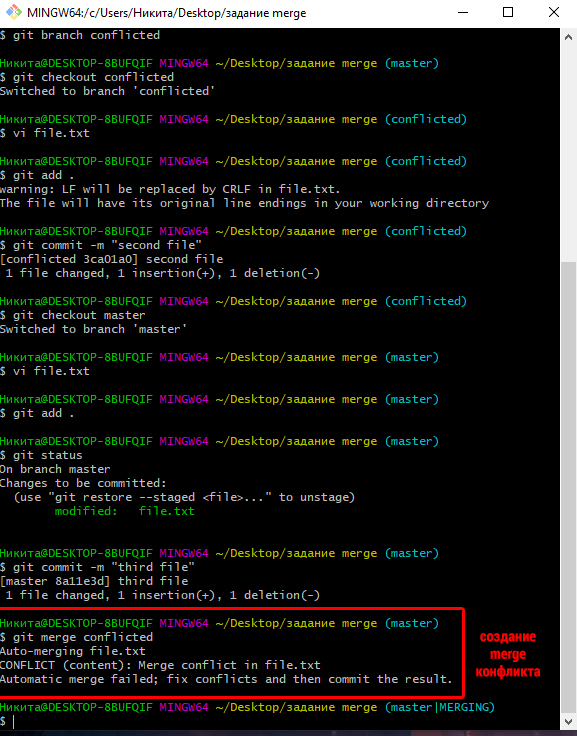 MINGW64:/c/Users/Никита/Desktop/задание merge
$ git branch conflicted
Никита@DESKTOP-8BUFQIF MINGW64 ~/Desktop/задание merge (master)
$ git checkout conflicted
Switched to branch 'conflicted'
Никита@DESKTOP-8BUFQIF MINGW64 ~/Desktop/задание merge (conflicted)
$ vi file.txt
Никита@DESKTOP-8BUFQIF MINGW64 ~/Desktop/задание merge (conflicted)
$ git add .
warning: LF will be replaced by CRLF in file.txt.
The file will have its original line endings in your working directory
Никита@DESKTOP-8BUFQIF MINGW64 ~/Desktop/задание merge (conflicted)
$ git commit -m "second file"
[conflicted 3ca01a0] second file
1 file changed, 1 insertion(+), 1 deletion(-)
Никита@DESKTOP-8BUFQIF MINGW64 ~/Desktop/задание merge (conflicted)
$ git checkout master
Switched to branch 'master'
Никита@DESKTOP-8BUFQIF MINGW64 ~/Desktop/задание merge (master)
$ vi file.txt
Никита@DESKTOP-8BUFQIF MINGW64 ~/Desktop/задание merge (master)
$ git add .
Никита@DESKTOP-8BUFQIF MINGW64 ~/Desktop/задание merge (master)
$ git status
On branch master
Changes to be committed:
(use "git restore --staged <file>..." to unstage)
modified: file.txt
Никита@DESKTOP-8BUFQIF MINGW64 ~/Desktop/задание merge (master)
$ git commit -m "third file"
[master 8a11e3d] third file
1 file changed, 1 insertion(+), 1 deletion(-)
Никита@DESKTOP-8BUFQIF MINGW64 ~/Desktop/задание merge (master)
$ git merge conflicted
Auto-merging file.txt
CONFLICT (content): Merge conflict in file.txt
Automatic merge failed; fix conflicts and then commit the result.
создание
merge
конфликта
Никита@DESKTOP-8BUFQIF MINGW64 ~/Desktop/задание merge (master|MERGING)
$